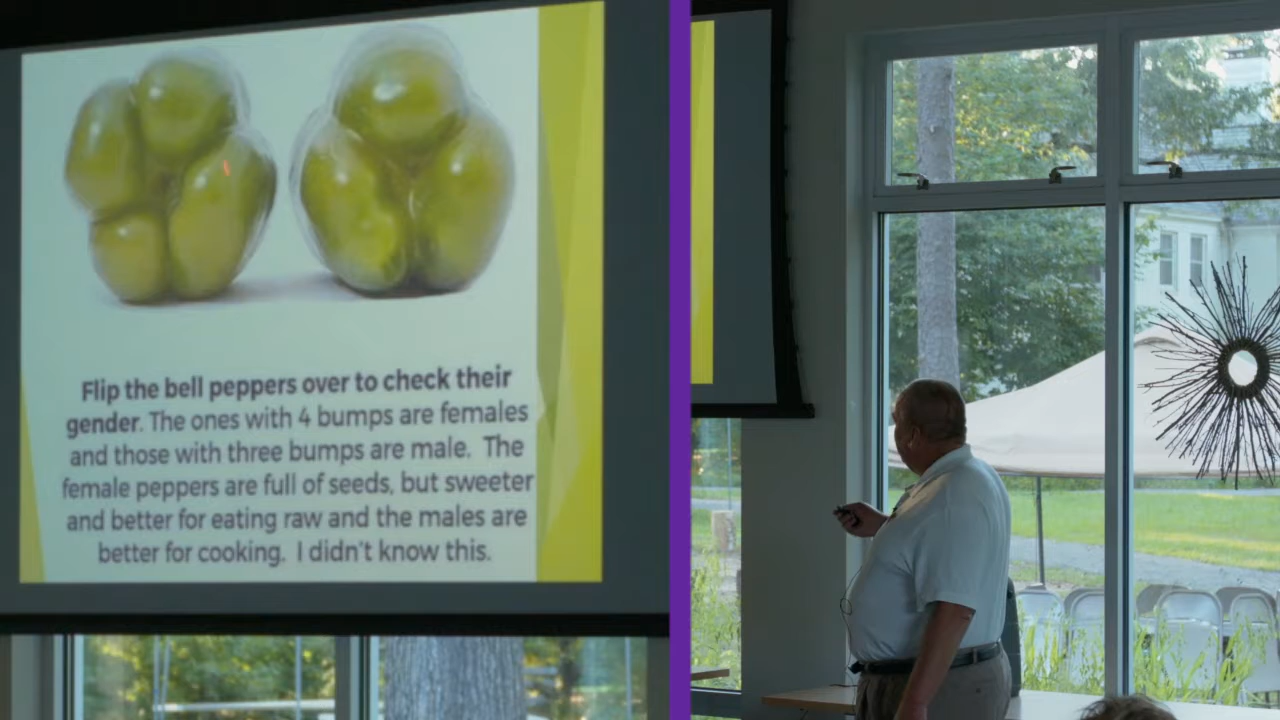 Flip the bell peppers over to check their
gender. The ones with 4 bumps are females
and those with three bumps are male. The
female peppers are full of seeds, but sweeter
and better for eating raw and the males are
better for cooking. I didn't know this.